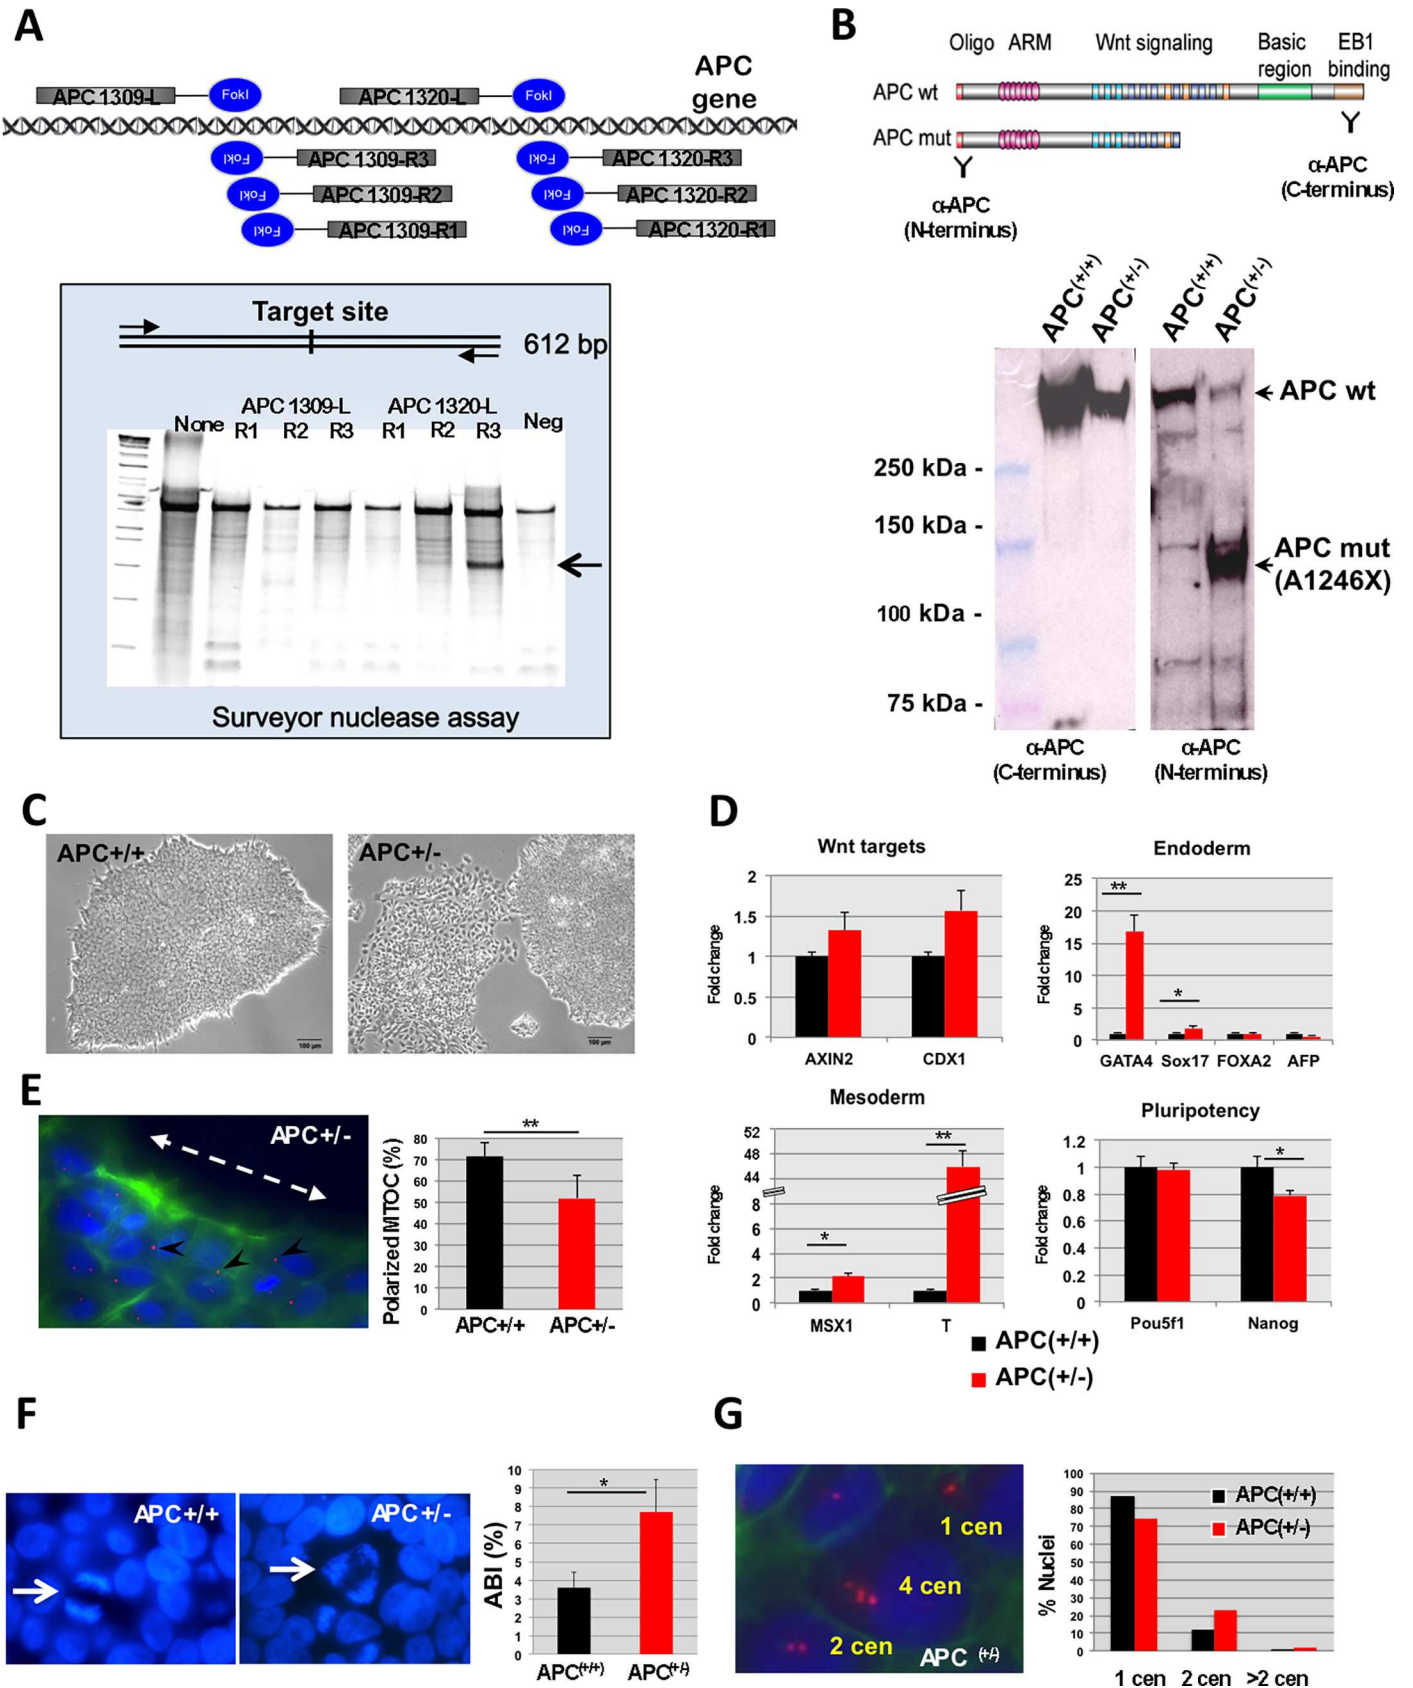 A
APC
gene
APC 1309-L
FokI
APC 1320-L
FokI
FokI
APC 1309-R3
FokI
APC 1320-R3
FokI
APC 1309-R2
FokI
APC 1320-R2
FokI
APC 1309-R1
FokI
APC 1320-R1
Target site
612 bp
APC 1309-L
APC 1320-L
None
R1
R2
R3
R1
R2
R3
Neg
Surveyor nuclease assay
B
Oligo
ARM
Wnt signaling
Basic
region
EB1
binding
APC wt
APC mut
α-APC
(N-terminus)
α-APC
(C-terminus)
APC(+/+)
APC(+/-)
APC(+/+)
APC(+/-)
APC wt
250 kDa -
150 kDa -
APC mut
(A1246X)
100 kDa -
75 kDa -
α-APC
(C-terminus)
α-APC
(N-terminus)
C
APC+/+
100 µm
APC+/-
100 µm
D
Wnt targets
Fold change
2
1.5
1
0.5
0
AXIN2
CDX1
Endoderm
Fold change
25
20
15
10
5
0
**
*
GATA4
Sox17
FOXA2
AFP
Mesoderm
Fold change
52
48
44
8
6
4
2
0
*
**
MSX1
T
Pluripotency
Fold change
1.2
1
0.8
0.6
0.4
0.2
0
*
Pou5f1
Nanog
APC(+/+)
APC(+/-)
E
APC+/-
Polarized MTOC (%)
80
70
60
50
40
30
20
10
0
**
APC+/+
APC+/-
F
APC+/+
APC+/-
ABI (%)
10
9
8
7
6
5
4
3
2
1
0
*
APC(+/+)
APC(+/-)
G
1 cen
4 cen
2 cen
APC (+/-)
% Nuclei
100
90
80
70
60
50
40
30
20
10
0
APC(+/+)
APC(+/-)
1 cen
2 cen
>2 cen